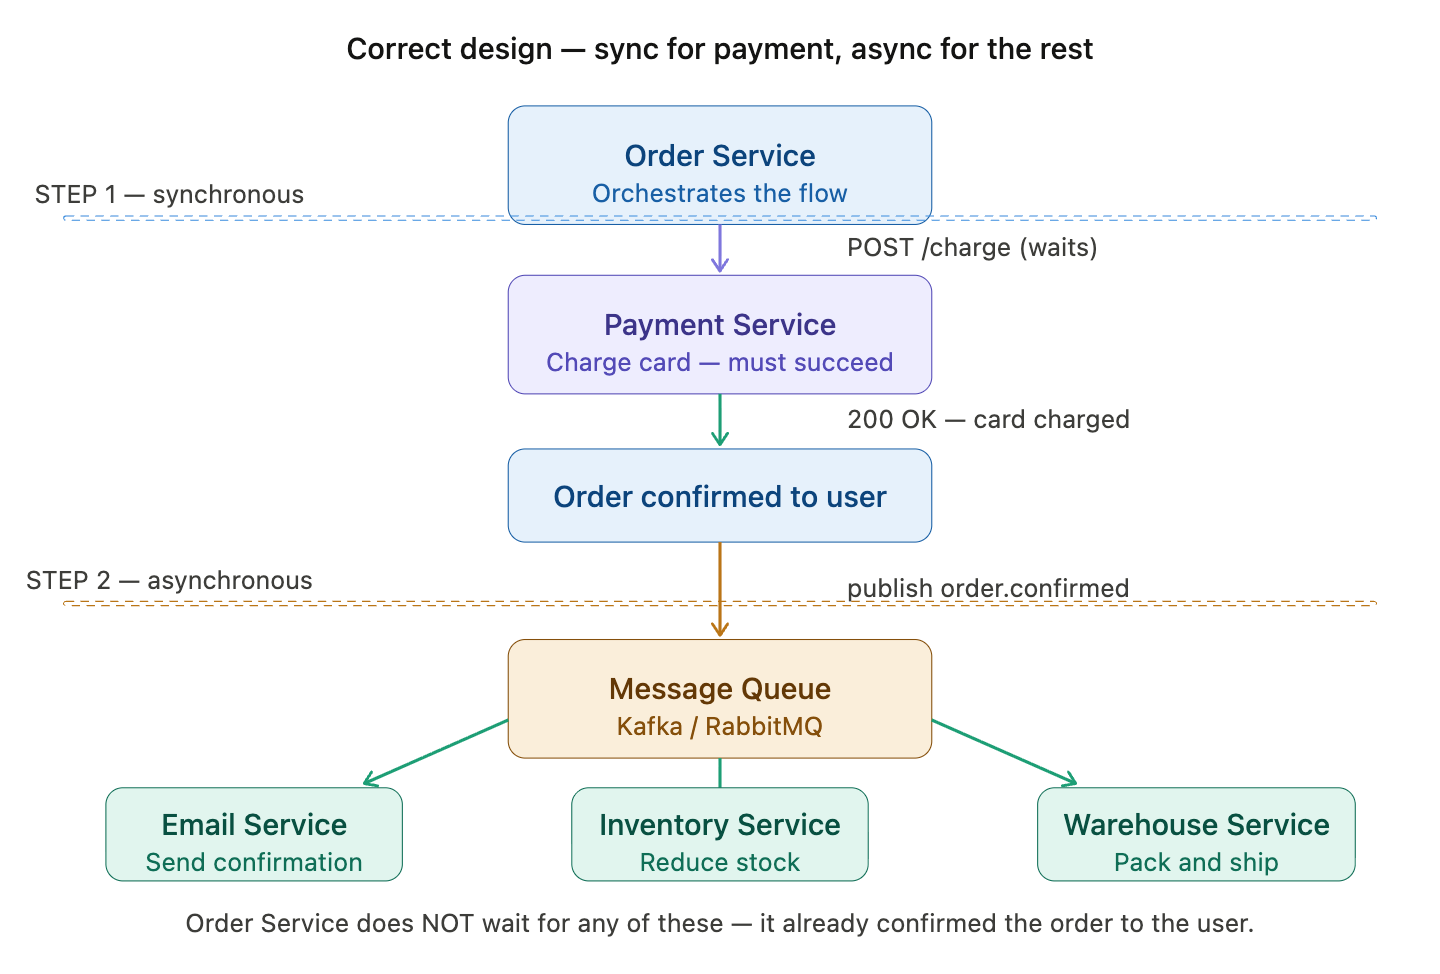 Correct design — sync for payment, async for the rest
Order Service
Orchestrates the flow
STEP 1 — synchronous
POST /charge (waits)
Payment Service
Charge card — must succeed
200 OK — card charged
Order confirmed to user
STEP 2 — asynchronous
publish order.confirmed
Message Queue
Kafka / RabbitMQ
Email Service
Send confirmation
Inventory Service
Reduce stock
Warehouse Service
Pack and ship
Order Service does NOT wait for any of these — it already confirmed the order to the user.